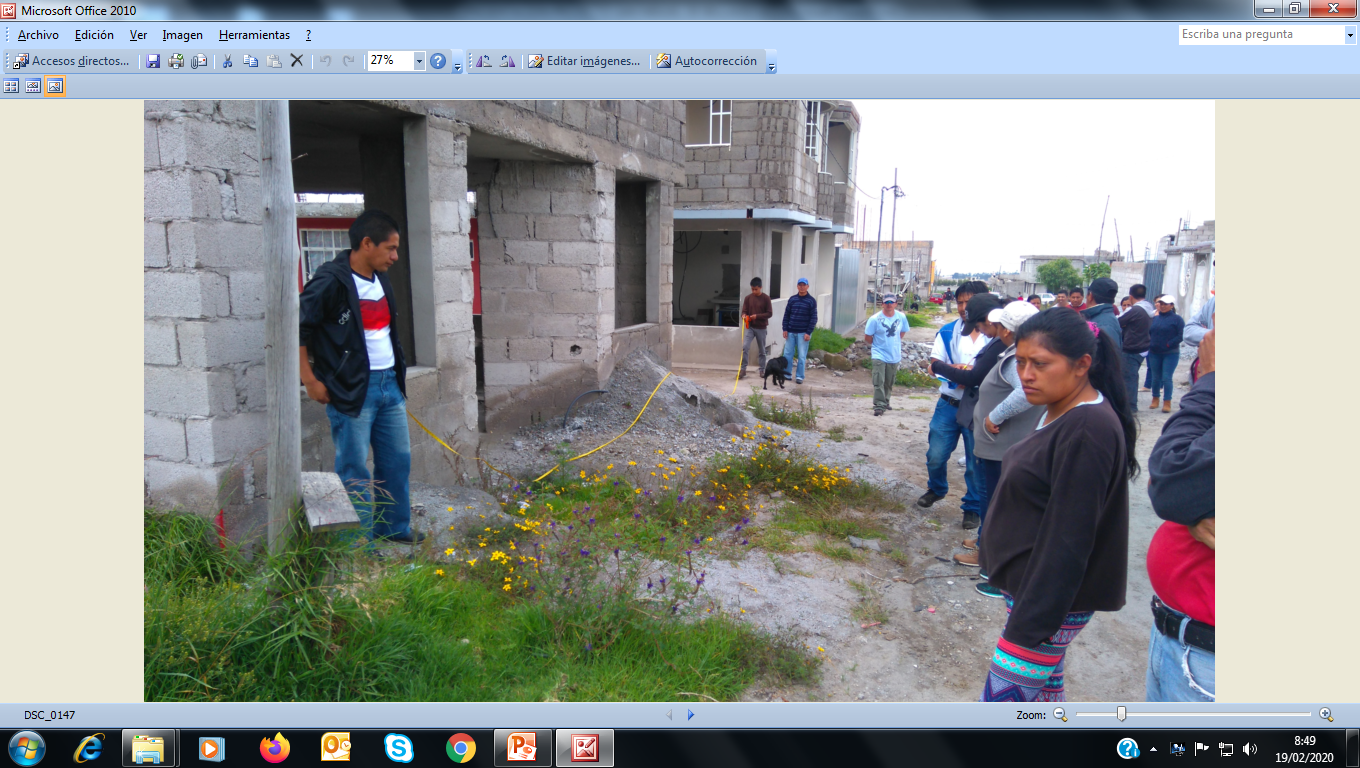 Microsoft Office 2010
Archivo Edición Ver Imagen Herramientas ?
Escriba una pregunta
Accesos directos... 27% Editar imágenes... Autocorrección
DSC_0147
Zoom:
8:49
19/02/2020